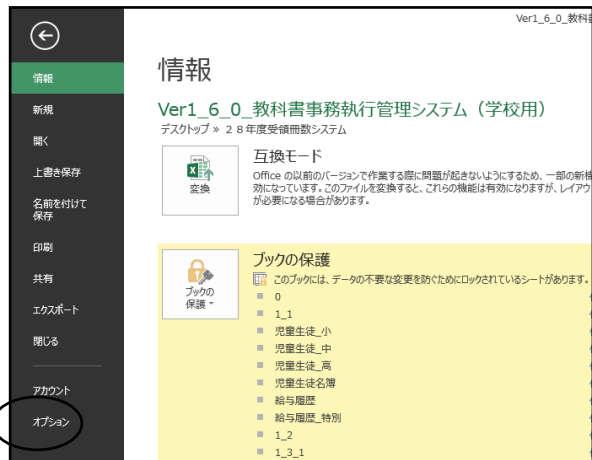 Ver1_6_0_教科書
情報
情報
新規
開く
上書き保存
名前を付けて
保存
印刷
共有
エクスポート
閉じる
アカウント
オプション
Ver1_6_0_教科書事務執行管理システム（学校用）
デスクトップ » ２８年度受領冊数システム
変換
互換モード
Office の以前のバージョンで作業する際に問題が起きないようにするため、一部の新機
効になっています。このファイルを変換すると、これらの機能は有効になりますが、レイアウ
が必要になる場合があります。
ブックの
保護
ブックの保護
このブックには、データの不要な変更を防ぐためにロックされているシートがあります。
0
1_1
児童生徒_小
児童生徒_中
児童生徒_高
児童生徒名簿
給与履歴
給与履歴_特別
1_2
1_3_1